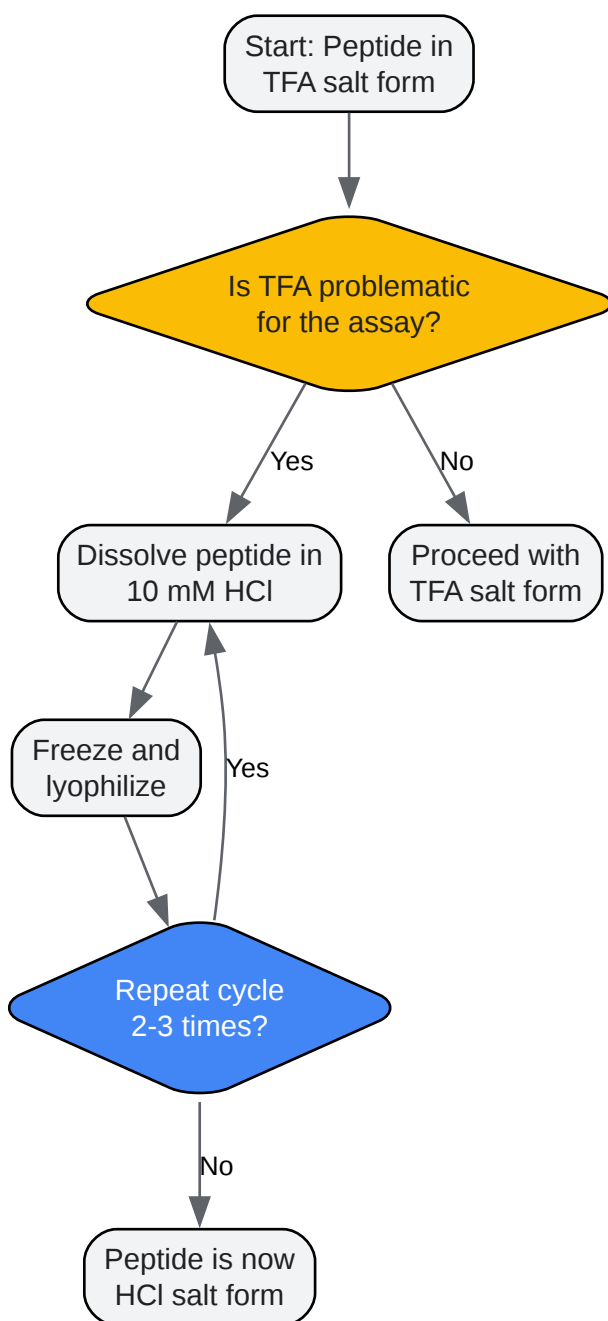 Start: Peptide in
TFA salt form
Is TFA problematic
for the assay?
Yes
No
Dissolve peptide in
10 mM HCl
Proceed with
TFA salt form
Freeze and
lyophilize
Yes
Repeat cycle
2-3 times?
No
Peptide is now
HCl salt form